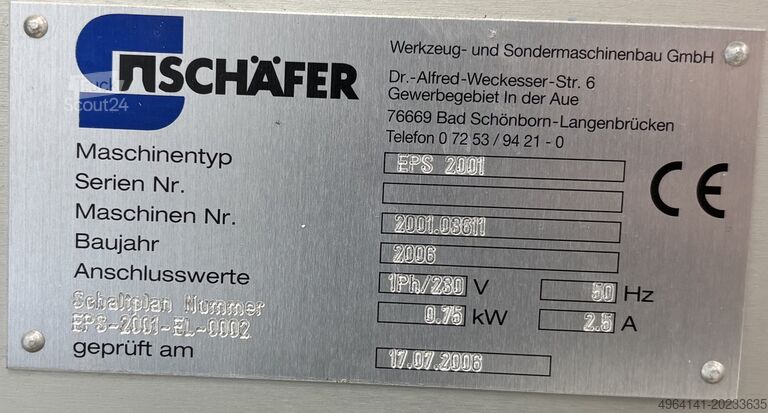 SCHÄFER
Werkzeug- und Sondermaschinenbau GmbH
Dr.-Alfred-Weckesser-Str. 6
Gewerbegebiet In der Aue
76669 Bad Schönborn-Langenbrücken
Telefon 0 72 53 / 94 21 - 0
Truck
Scout24
Maschinentyp EPS 2001
Serien Nr.
Maschinen Nr. 2001.03611
Baujahr 2006
Anschlusswerte 1Ph/230 V 50 Hz
Schaltplan Nummer 0.75 kW 2.5 A
EPS-2001-EL-0002
geprüft am 17.07.2006
CE
4964141-20233635